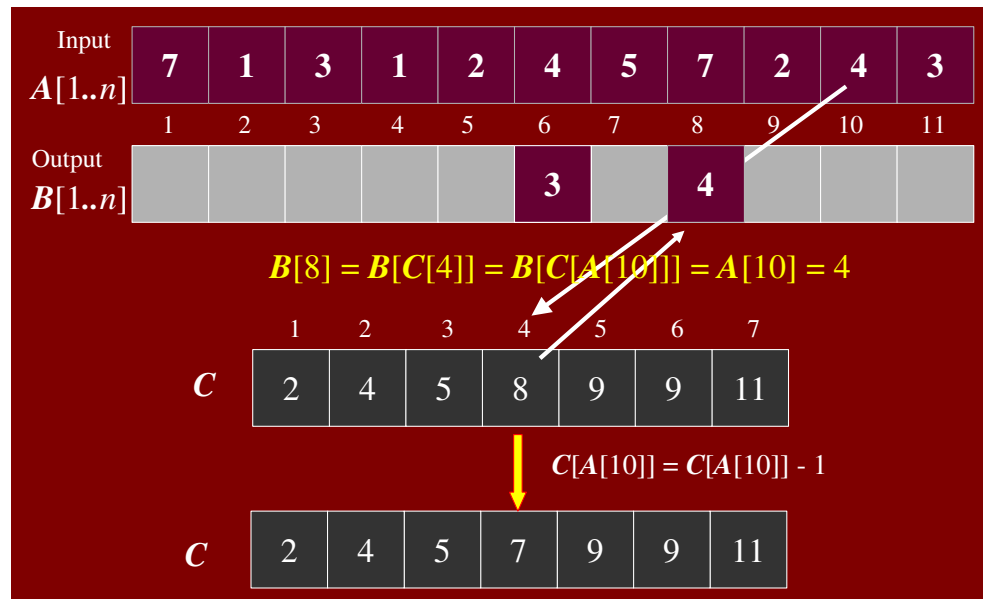 Input
7 1 3 1 2 4 5 7 2 4 3
A[1..n]
1 2 3 4 5 6 7 8 9 10 11
Output
3 4
B[1..n]
B[8] = B[C[4]] = B[C[A[10]]] = A[10] = 4
1 2 3 4 5 6 7
C 2 4 5 8 9 9 11
C[A[10]] = C[A[10]] - 1
C 2 4 5 7 9 9 11